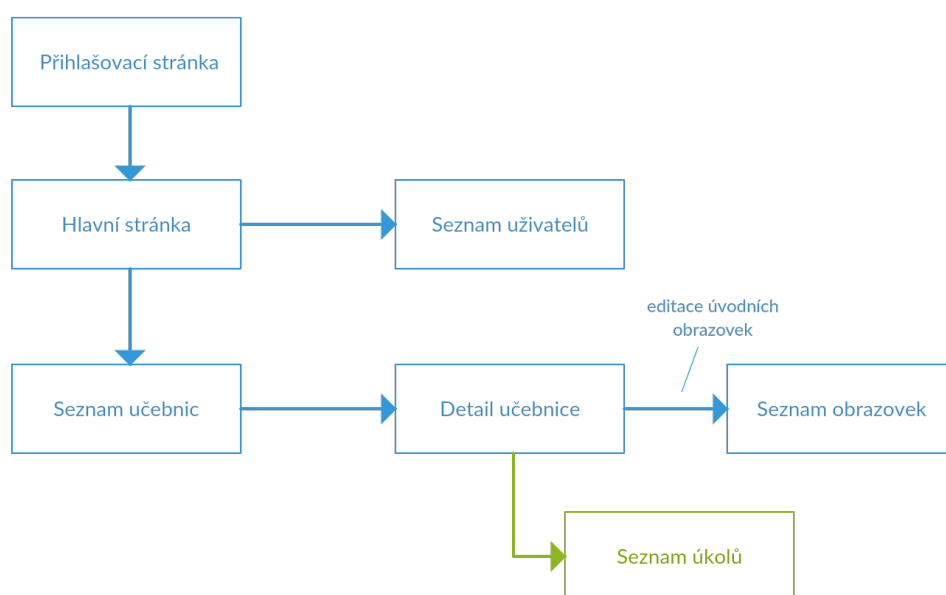 Přihlašovací stránka
Hlavní stránka
Seznam uživatelů
editace úvodních
obrazovek
Seznam učebnic
Detail učebnice
Seznam obrazovek
Seznam úkolů